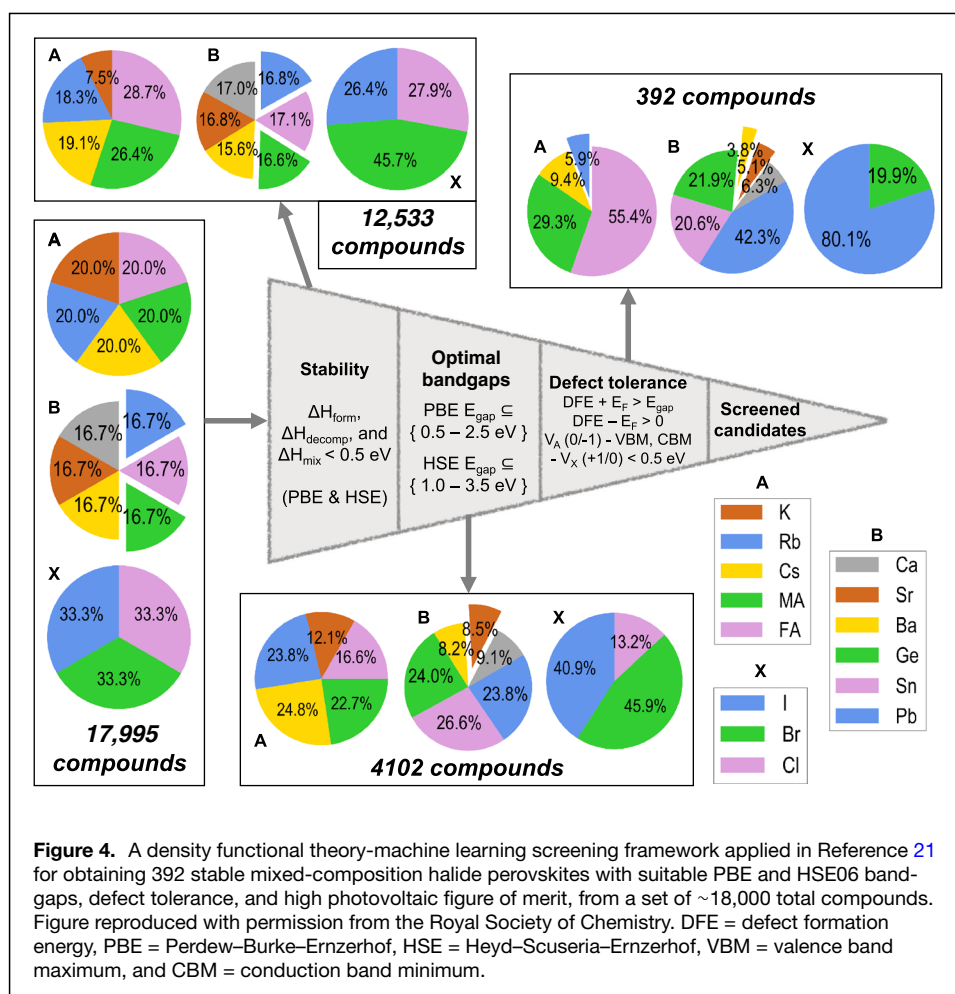 A
7.5%
28.7%
18.3%
19.1%
26.4%
B
17.0%
16.8%
16.8%
17.1%
15.6%
16.6%
26.4%
27.9%
45.7%
X
12,533
compounds
392 compounds
A
5.9%
9.4%
29.3%
55.4%
B
3.8%
5.1%
6.3%
21.9%
20.6%
42.3%
X
19.9%
80.1%
A
20.0%
20.0%
20.0%
20.0%
20.0%
B
16.7%
16.7%
16.7%
16.7%
16.7%
16.7%
X
33.3%
33.3%
33.3%
17,995
compounds
Stability
ΔH_form,
ΔH_decomp, and
ΔH_mix < 0.5 eV
(PBE & HSE)
Optimal
bandgaps
PBE E_gap ⊆
{ 0.5 – 2.5 eV }
HSE E_gap ⊆
{ 1.0 – 3.5 eV }
Defect tolerance
DFE + E_F > E_gap
DFE – E_F > 0
V_A (0/-1) - VBM, CBM
- V_X (+1/0) < 0.5 eV
Screened
candidates
12.1%
23.8%
16.6%
24.8%
22.7%
A
B
8.5%
8.2%
9.1%
24.0%
23.8%
26.6%
X
13.2%
40.9%
45.9%
4102 compounds
A
K
Rb
Cs
MA
FA
B
Ca
Sr
Ba
Ge
Sn
Pb
X
I
Br
Cl
Figure 4. A density functional theory-machine learning screening framework applied in Reference 21
for obtaining 392 stable mixed-composition halide perovskites with suitable PBE and HSE06 band-
gaps, defect tolerance, and high photovoltaic figure of merit, from a set of ~18,000 total compounds.
Figure reproduced with permission from the Royal Society of Chemistry. DFE = defect formation
energy, PBE = Perdew–Burke–Ernzerhof, HSE = Heyd–Scuseria–Ernzerhof, VBM = valence band
maximum, and CBM = conduction band minimum.